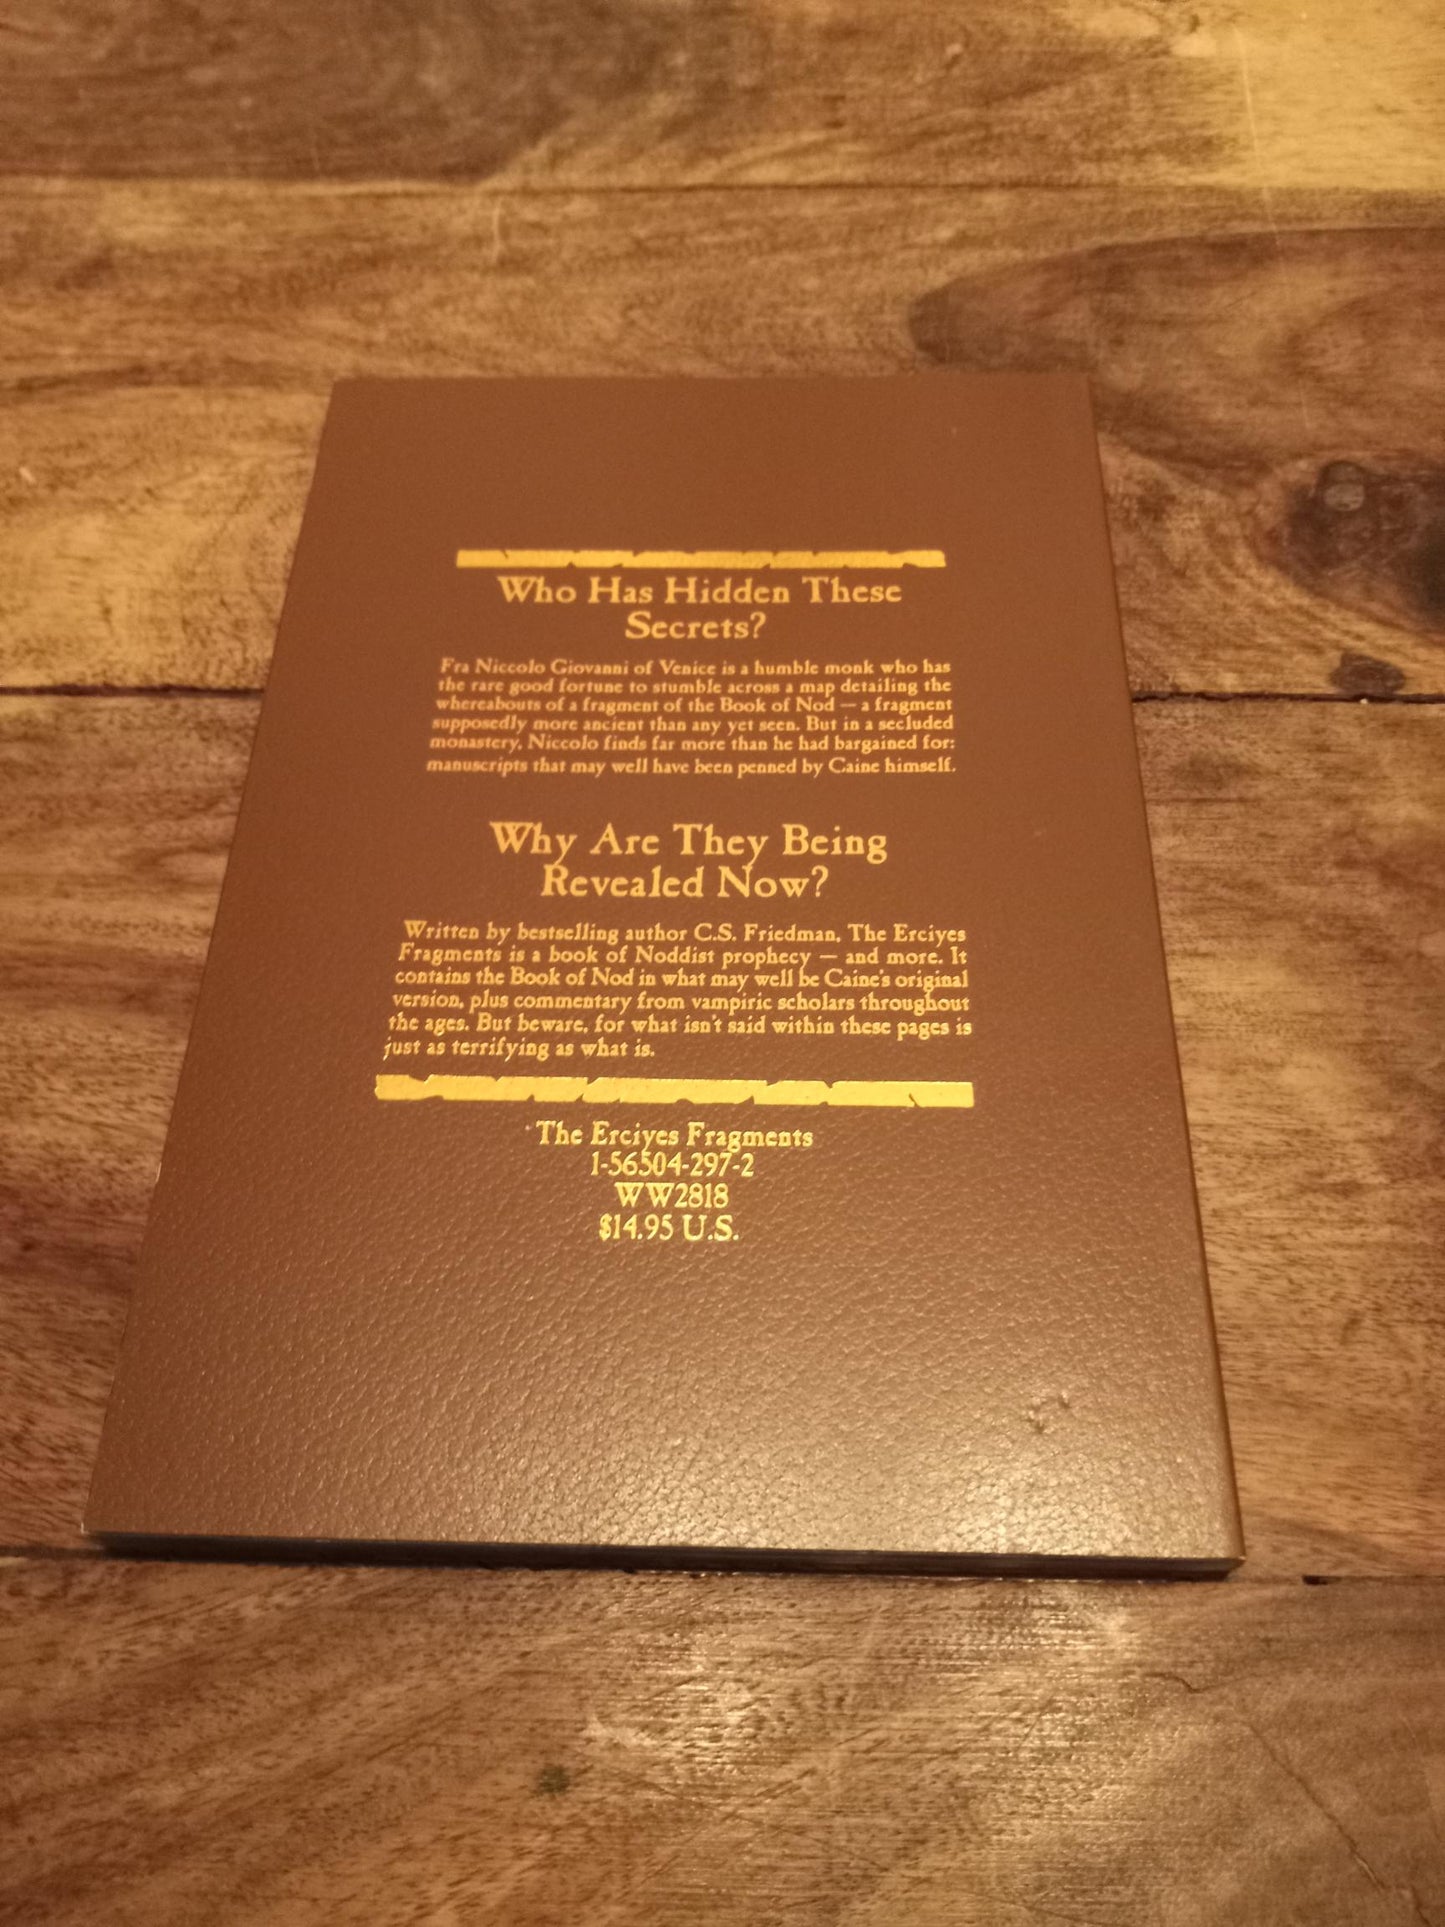 Who Has Hidden These
Secrets?
Fra Niccolo Giovanni of Venice is a humble monk who has
the rare good fortune to stumble across a map detailing the
whereabouts of a fragment of the Book of Nod — a fragment
supposedly more ancient than any yet seen. But in a secluded
monastery, Niccolo finds far more than he had bargained for:
manuscripts that may well have been penned by Caine himself.
Why Are They Being
Revealed Now?
Written by bestselling author C.S. Friedman, The Erciyes
Fragments is a book of Noddist prophecy — and more. It
contains the Book of Nod in what may well be Caine's original
version, plus commentary from vampiric scholars throughout
the ages. But beware, for what isn't said within these pages is
just as terrifying as what is.
The Erciyes Fragments
1-56504-297-2
WW2818
$14.95 U.S.